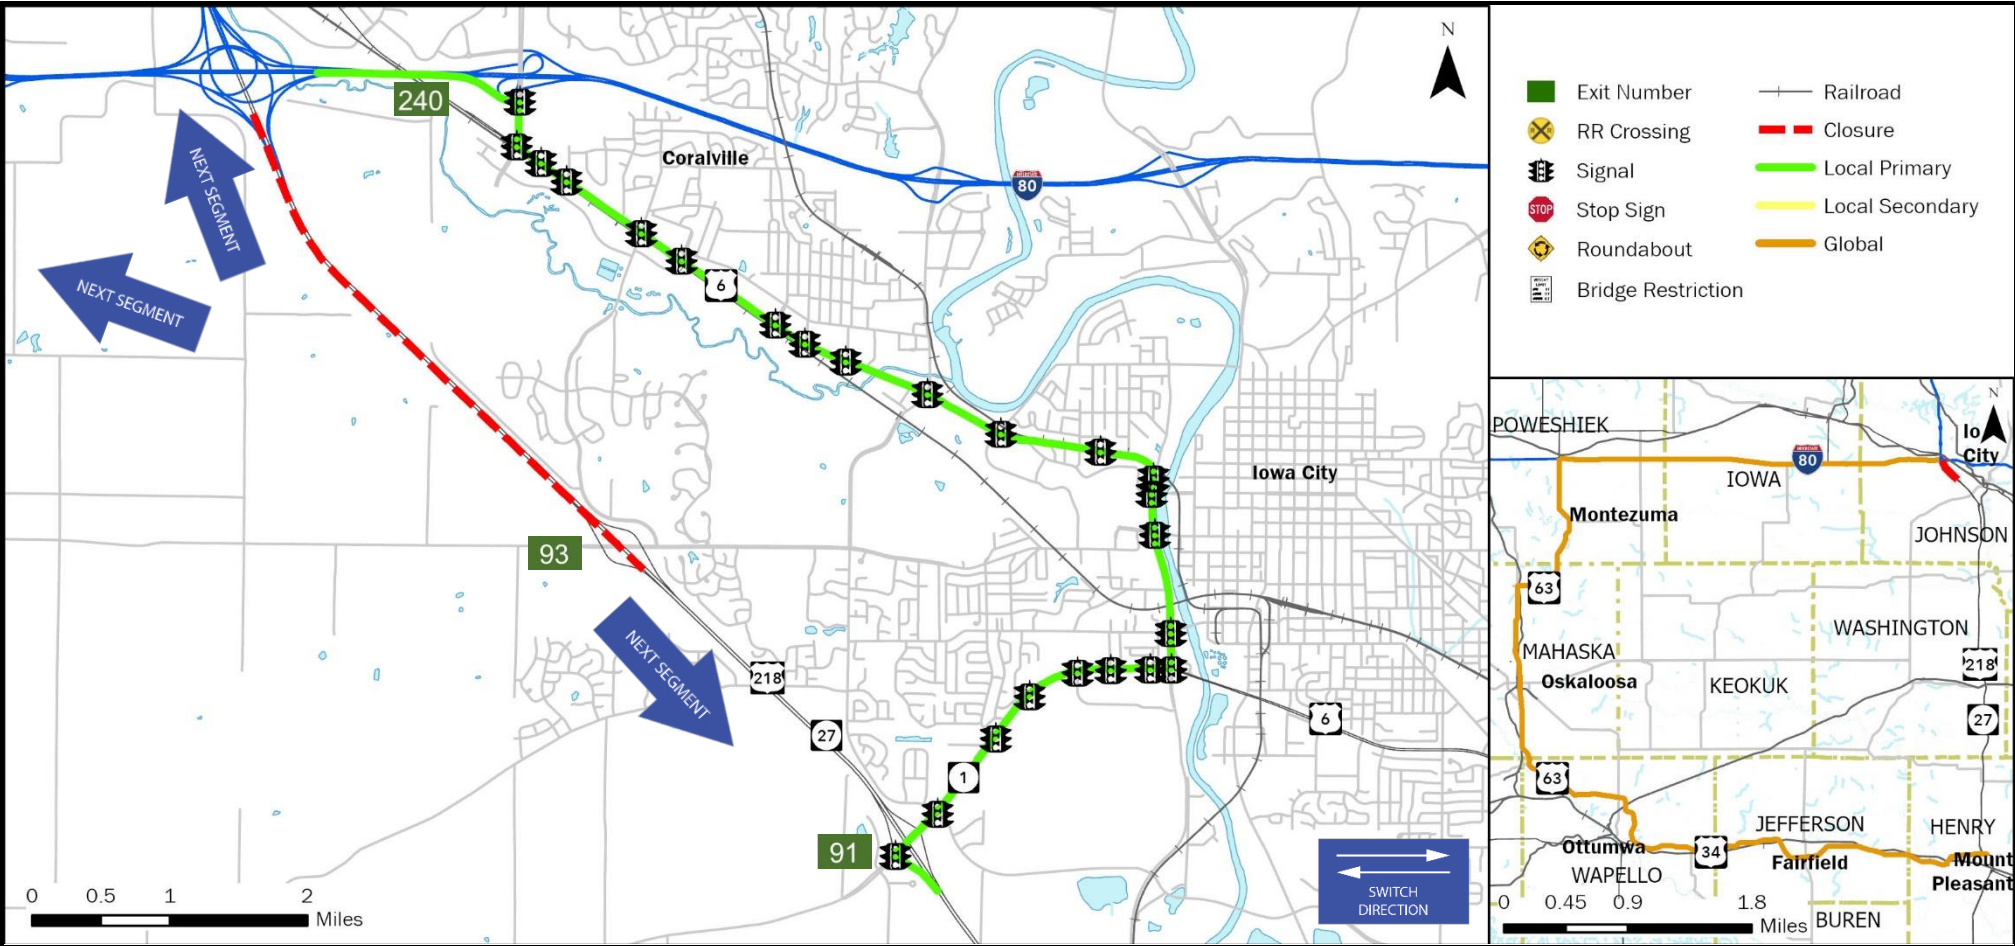 N
240
Coralville
NEXT SEGMENT
80
NEXT SEGMENT
6
Iowa City
93
NEXT SEGMENT
218
27
6
1
91
0 0.5 1 2
Miles
SWITCH
DIRECTION
Exit Number
RR Crossing
Signal
STOP
Stop Sign
Roundabout
Bridge Restriction
Railroad
Closure
Local Primary
Local Secondary
Global
N
POWESHIEK
Io
City
80
IOWA
Montezuma
JOHNSON
63
WASHINGTON
MAHASKA
218
Oskaloosa
KEOKUK
27
63
JEFFERSON
HENRY
Ottumwa
34
Fairfield
Mount
Pleasant
WAPELLO
0 0.45 0.9 1.8
Miles
BUREN